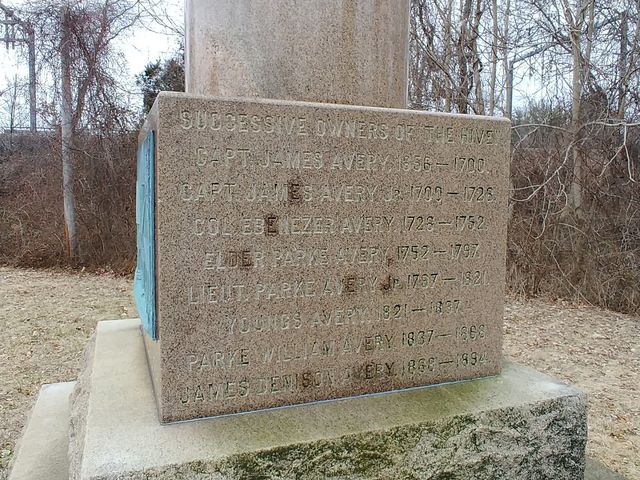 SUCCESSIVE OWNERS OF "THE HIVE"
CAPT. JAMES AVERY, 1656–1700.
CAPT. JAMES AVERY, JR. 1700–1728.
COL. EBENEZER AVERY, 1728–1752.
ELDER PARKE AVERY, 1752–1797.
LIEUT. PARKE AVERY, JR. 1797–1821.
YOUNGS AVERY, 1821–1837.
PARKE WILLIAM AVERY, 1837–1868.
JAMES DENISON AVERY, 1868–1894.